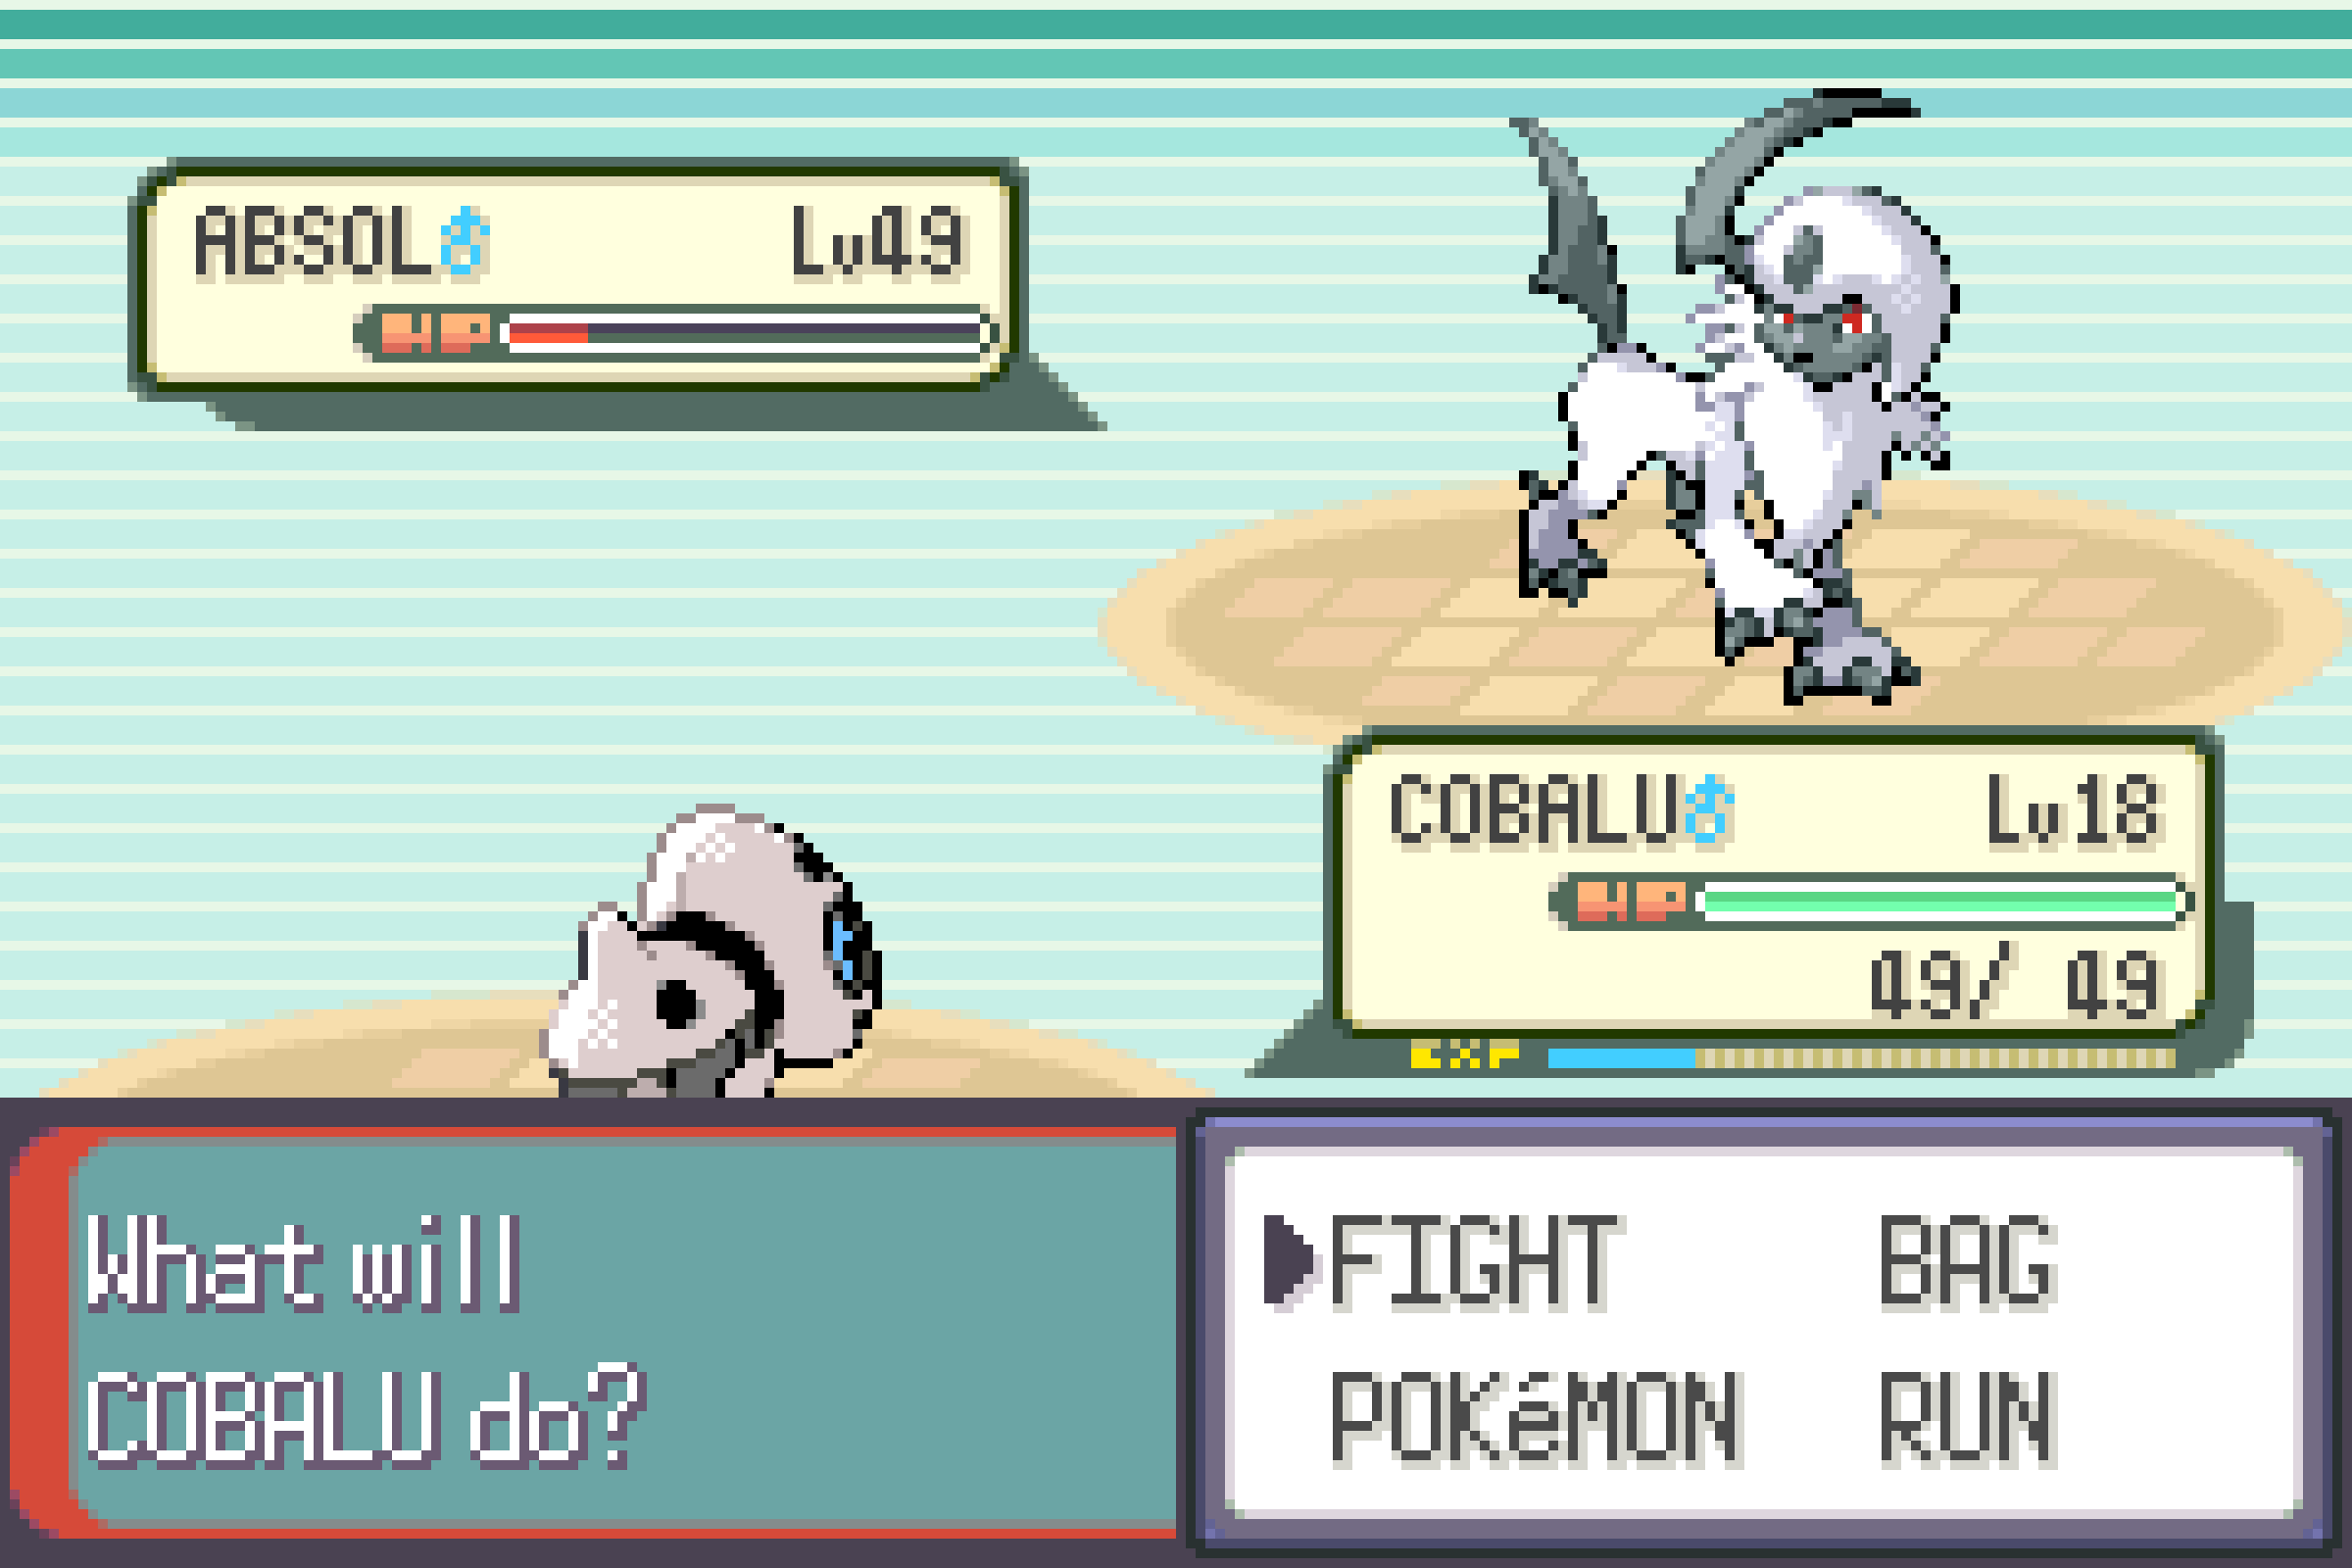 ABSOL♂ Lv49
HP
COBALU♂ Lv18
HP
49/ 49
EXP
What will
COBALU do?
▶FIGHT BAG
POKéMON RUN